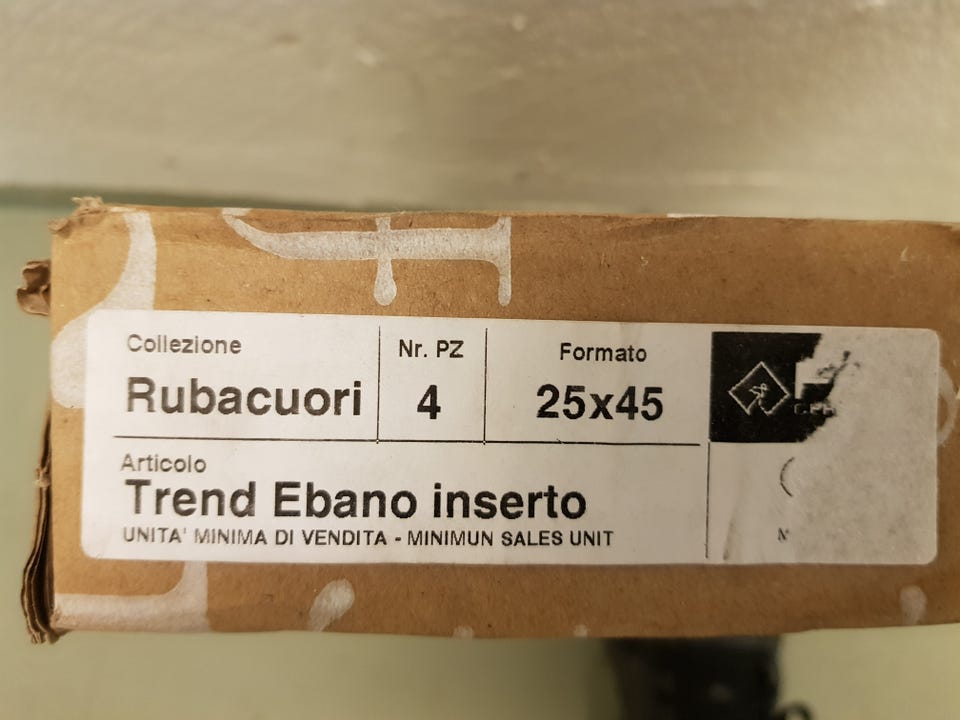 Collezione Nr. PZ Formato
Rubacuori 4 25x45
Articolo
Trend Ebano inserto
UNITA' MINIMA DI VENDITA - MINIMUN SALES UNIT